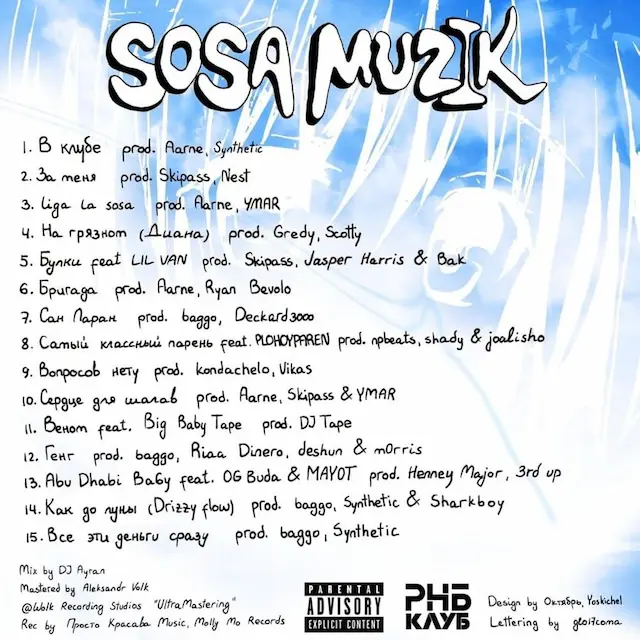 SOSA MUZIK
1. В клубе prod. Aarne, Synthetic
2. За меня prod. Skipass, Nest
3. Liga La sosa prod. Aarne, YMAR
4. На грязном (Диана) prod. Gredy, Scotty
5. Булки feat LIL VAN prod. Skipass, Jasper Harris & Bak
6. Бригада prod. Aarne, Ryan Bevolo
7. Сан Ларан prod. baggo, Deckard3000
8. Самый классный парень feat. PLOHOYPAREN prod. npbeats, shady & joalisho
9. Вопросов нету prod. kondachelo, Vikas
10. Сердце для шагав prod. Aarne, Skipass & YMAR
11. Веном feat. Big Baby Tape prod. DJ Tape
12. Генг prod. baggo, Riaa Dinero, deshun & m0rris
13. Abu Dhabi Ba6y feat. OG Buda & MAYOT prod. Henney Major, 3rd up
14. Как до луны (Drizzy flow) prod. baggo, Synthetic & Sharkboy
15. Все эти деньги сразу prod. baggo, Synthetic
Mix by DJ Ayran
Mastered by Aleksandr Volk
@Wolk Recording Studios "UltraMastering"
Rec by Просто Красава Music, Molly Mo Records
PARENTAL
ADVISORY
EXPLICIT CONTENT
РНБ
КЛУБ
Design by Октябрь, Yoskichel
Lettering by glo17coma